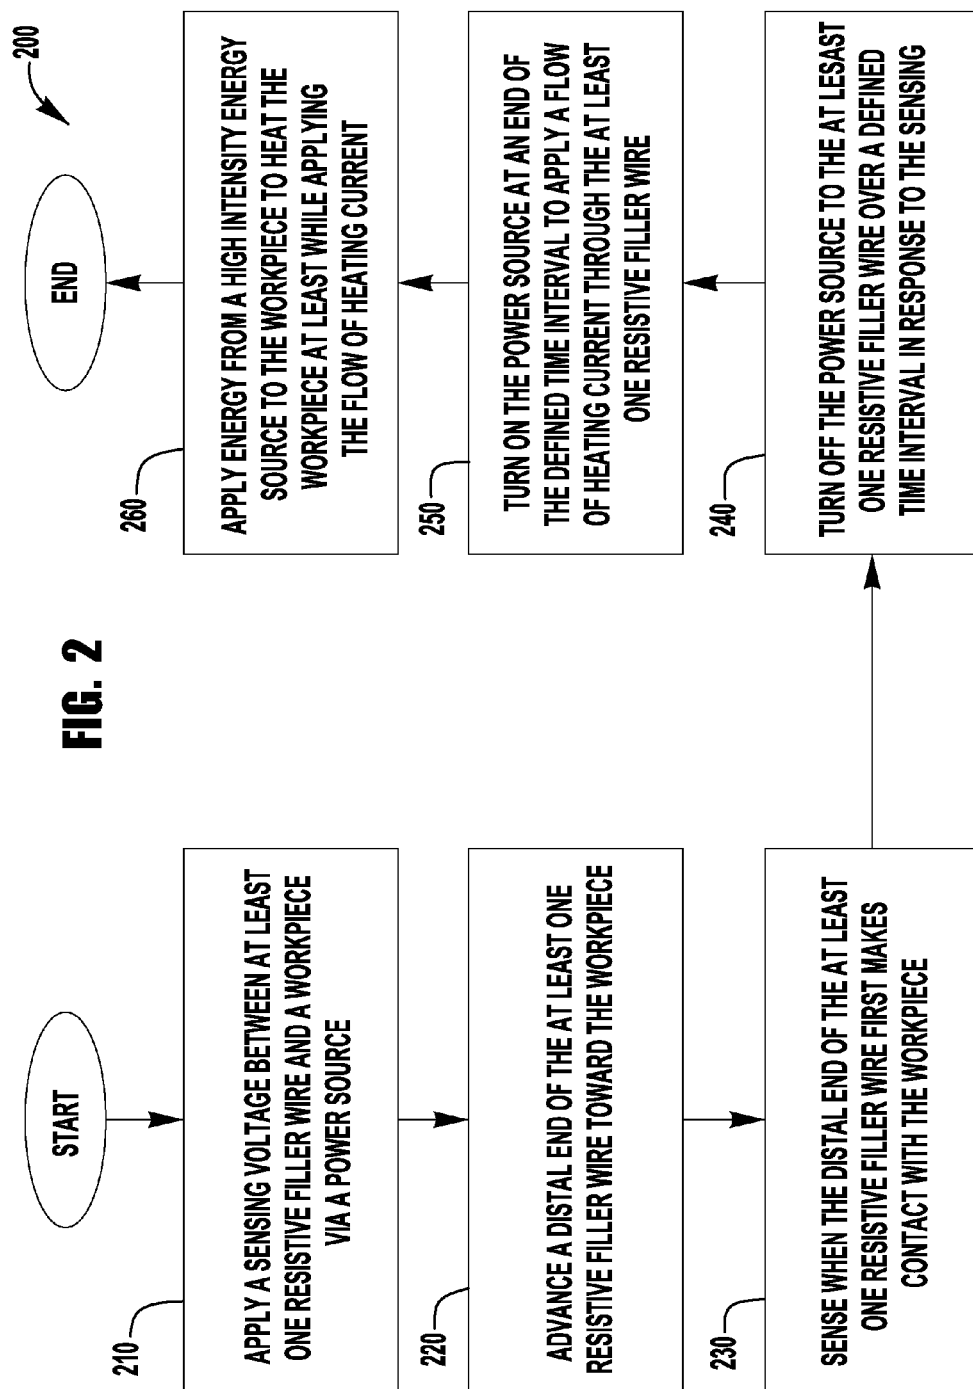 200
START
210
APPLY A SENSING VOLTAGE BETWEEN AT LEAST
ONE RESISTIVE FILLER WIRE AND A WORKPIECE
VIA A POWER SOURCE
220
ADVANCE A DISTAL END OF THE AT LEAST ONE
RESISTIVE FILLER WIRE TOWARD THE WORKPIECE
230
SENSE WHEN THE DISTAL END OF THE AT LEAST
ONE RESISTIVE FILLER WIRE FIRST MAKES
CONTACT WITH THE WORKPIECE
240
TURN OFF THE POWER SOURCE TO THE AT LESAST
ONE RESISTIVE FILLER WIRE OVER A DEFINED
TIME INTERVAL IN RESPONSE TO THE SENSING
250
TURN ON THE POWER SOURCE AT AN END OF
THE DEFINED TIME INTERVAL TO APPLY A FLOW
OF HEATING CURRENT THROUGH THE AT LEAST
ONE RESISTIVE FILLER WIRE
260
APPLY ENERGY FROM A HIGH INTENSITY ENERGY
SOURCE TO THE WORKPIECE TO HEAT THE
WORKPIECE AT LEAST WHILE APPLYING
THE FLOW OF HEATING CURRENT
END
FIG. 2